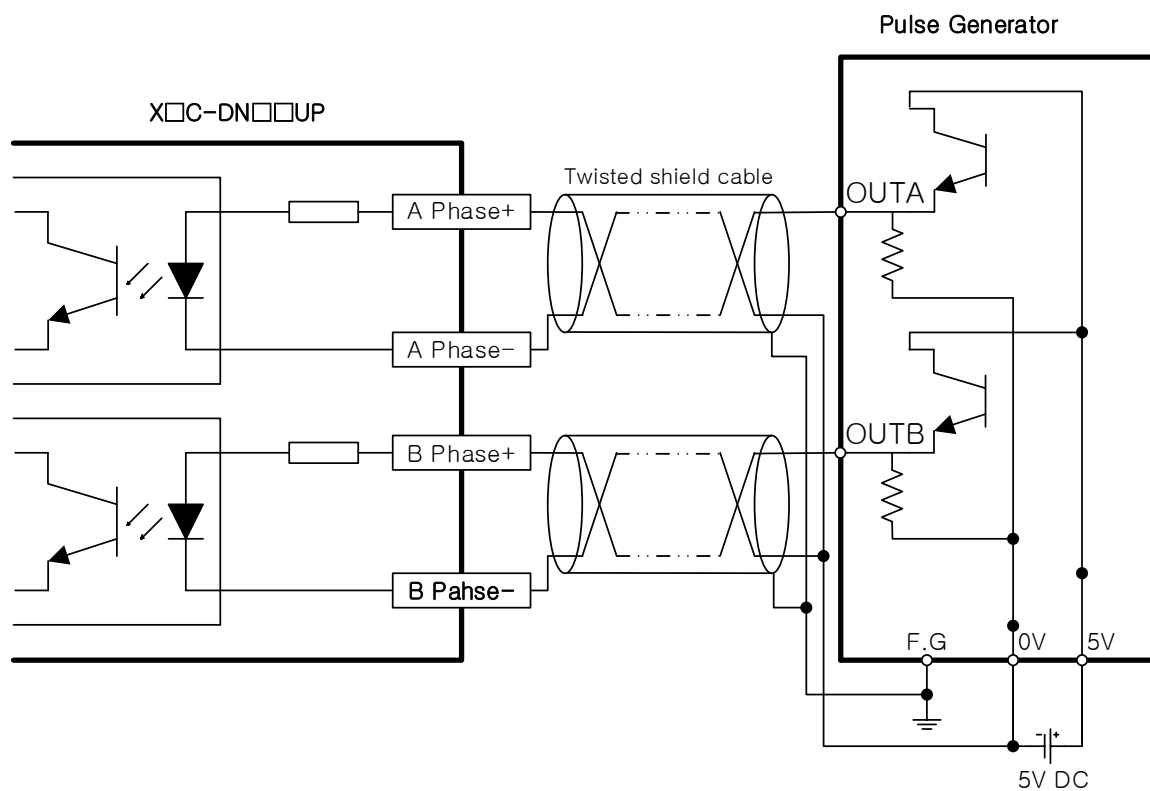 Pulse Generator
X□C-DN□□UP
Twisted shield cable
OUTA
A Phase+
A Phase-
OUTB
B Phase+
B Pahse-
F.G
0V
5V
- +
5V DC